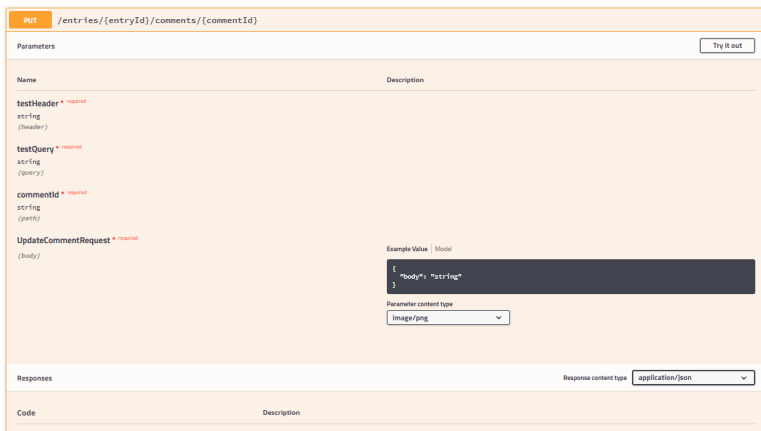 PUT /entries/{entryId}/comments/{commentId}
Parameters Try it out
Name Description
testHeader * required
string
(header)
testQuery * required
string
(query)
commentId * required
string
(path)
UpdateCommentRequest * required
(body)
Example Value Model
{
"body": "string"
}
Parameter content type
image/png
Responses Response content type application/json
Code Description